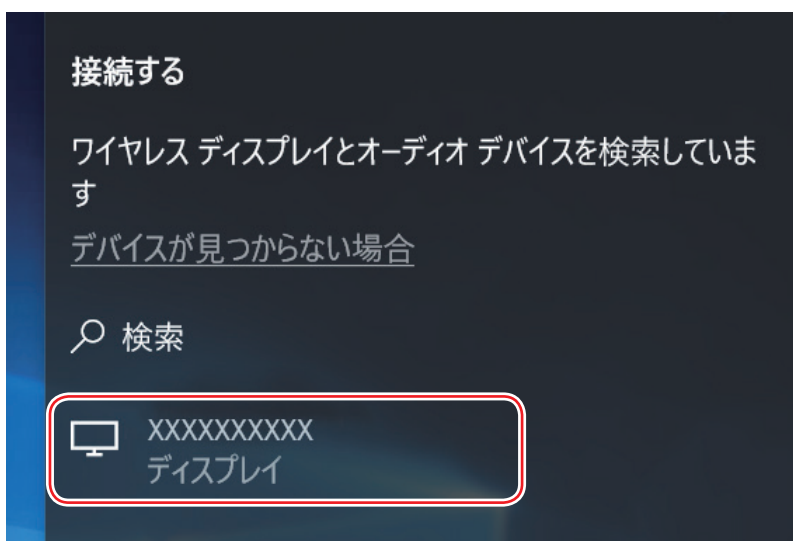 接続する
ワイヤレス ディスプレイとオーディオ デバイスを検索していま
す
デバイスが見つからない場合
検索
XXXXXXXXXX
ディスプレイ